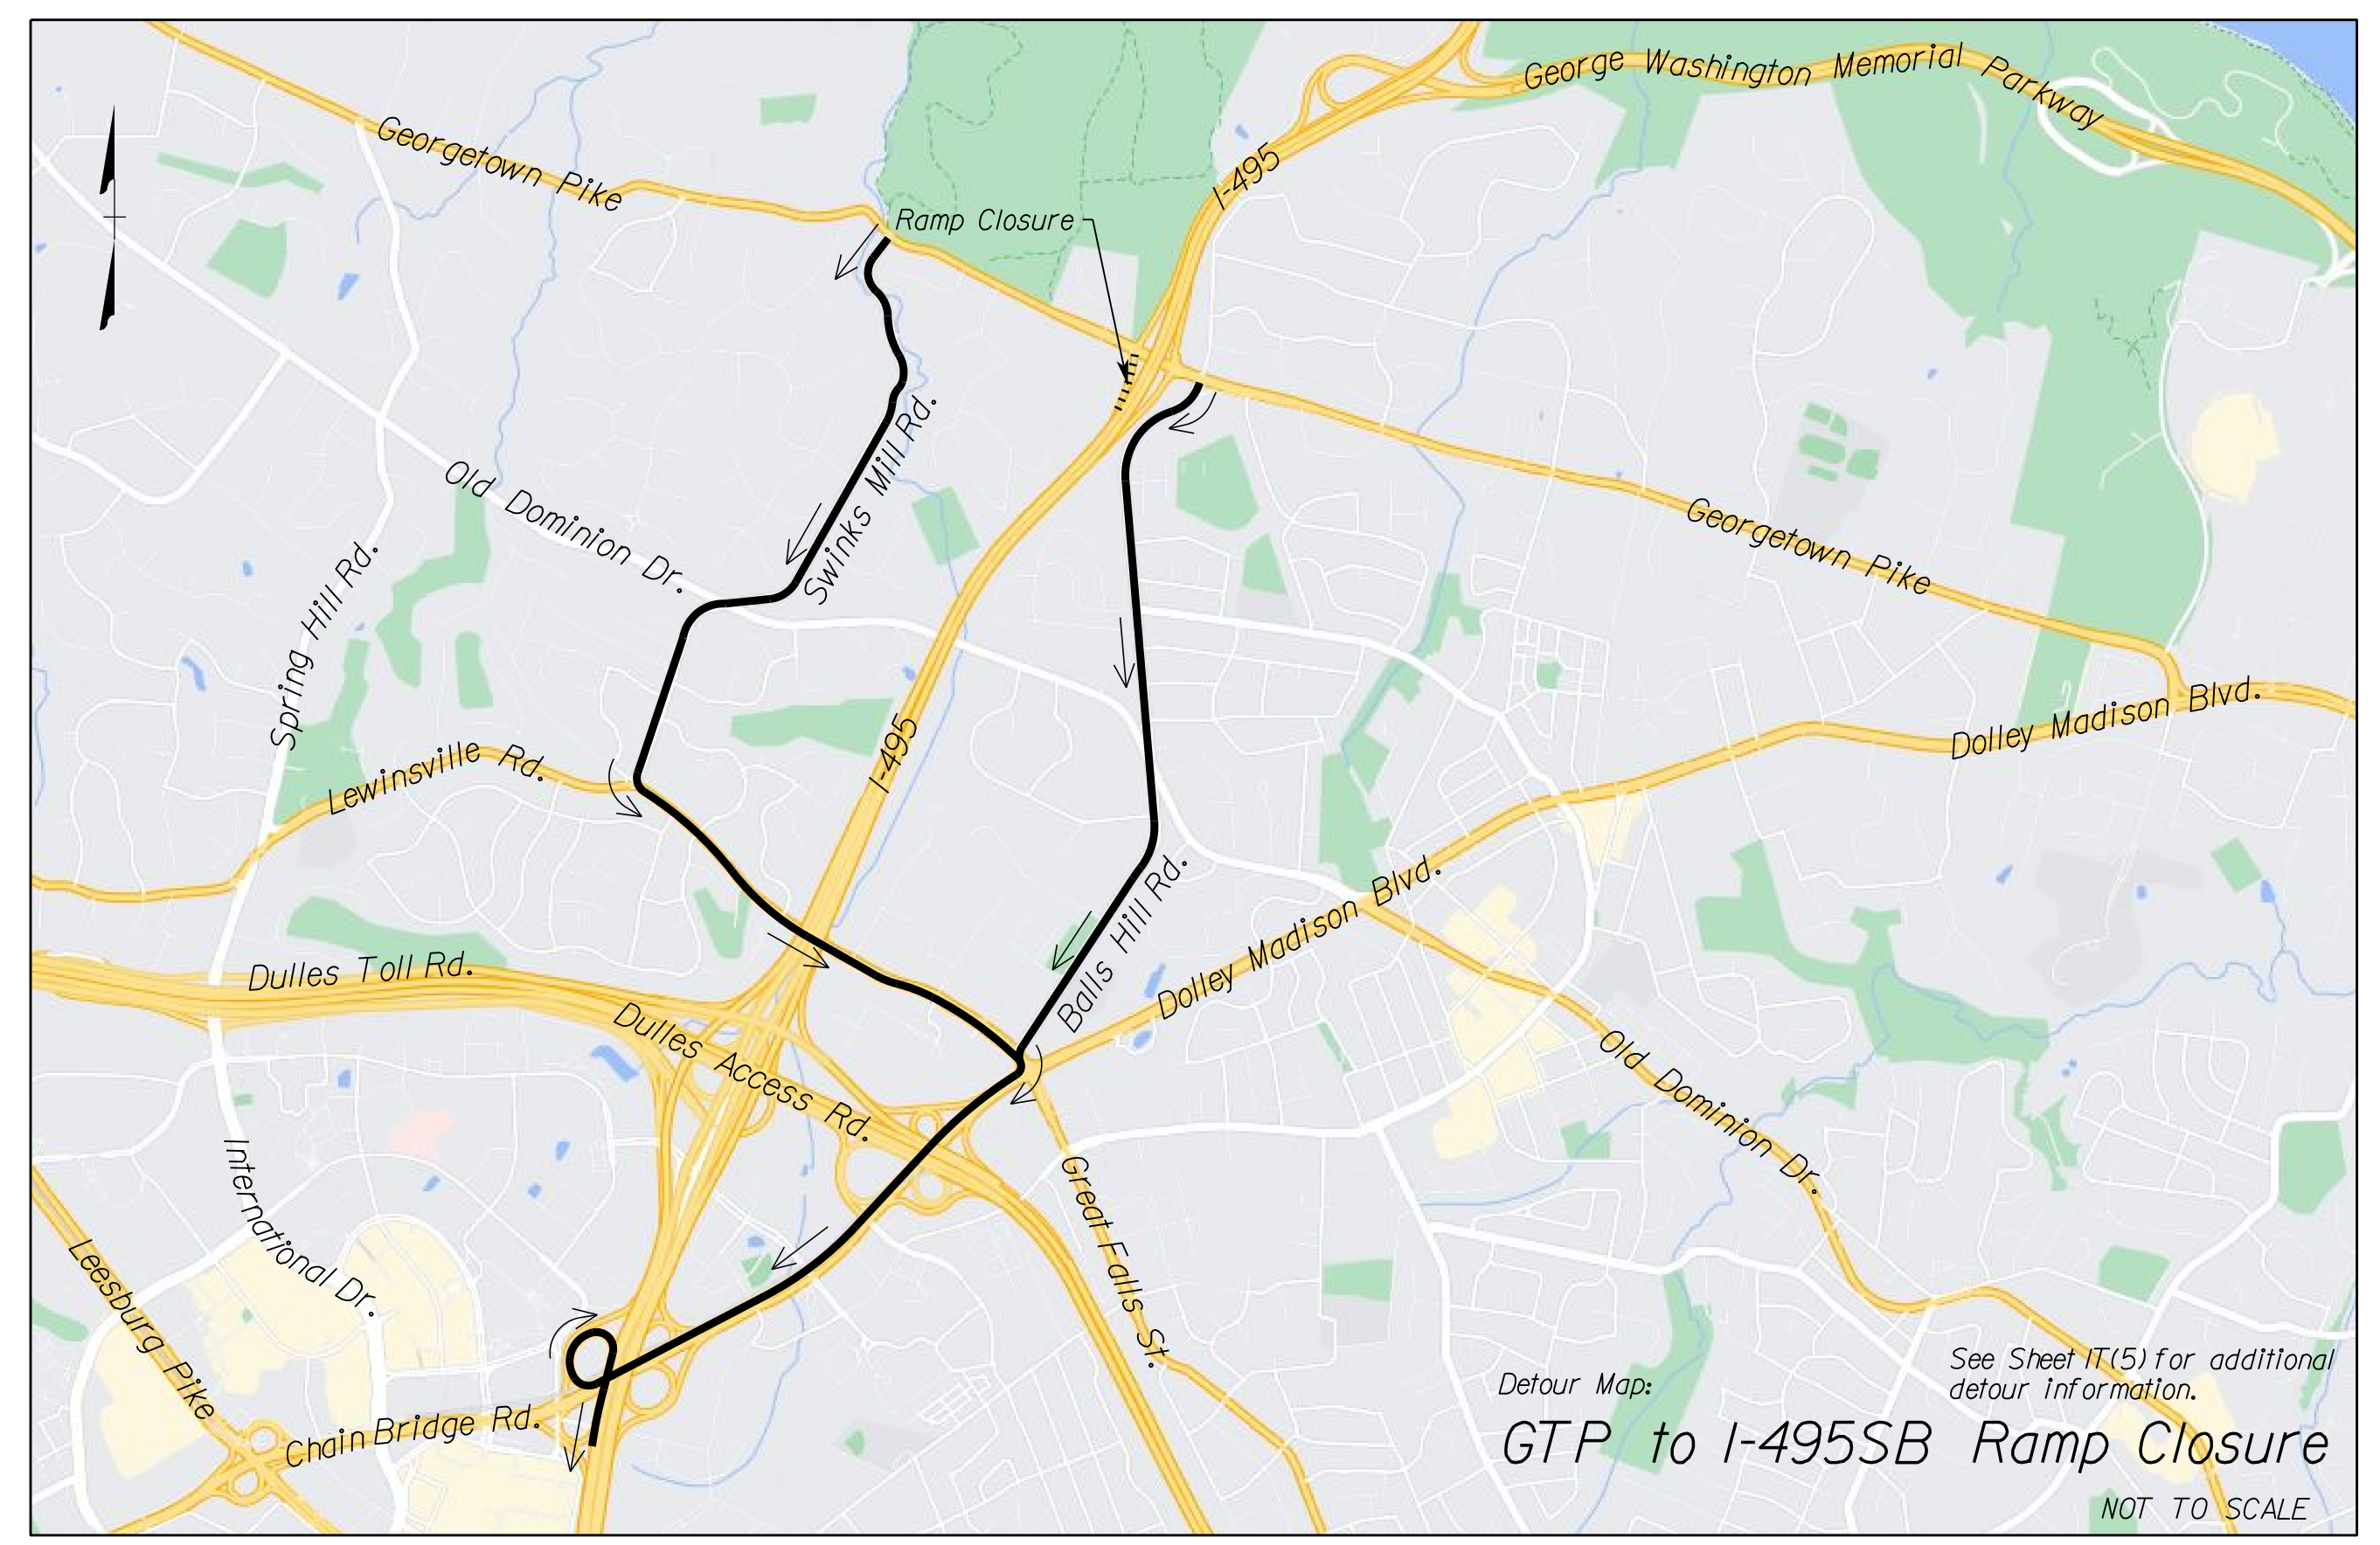 George Washington Memorial Parkway
Georgetown Pike
I-495
Ramp Closure
Swinks Mill Rd.
Old Dominion Dr.
Georgetown Pike
Spring Hill Rd.
Dolley Madison Blvd.
I-495
Lewinsville Rd.
Balls Hill Rd.
Dolley Madison Blvd.
Dulles Toll Rd.
Dulles Access Rd.
Old Dominion Dr.
International Dr.
Great Falls St.
Leesburg Pike
Chain Bridge Rd.
See Sheet 1T(5) for additional
detour information.
Detour Map:
GTP to I-495SB Ramp Closure
NOT TO SCALE